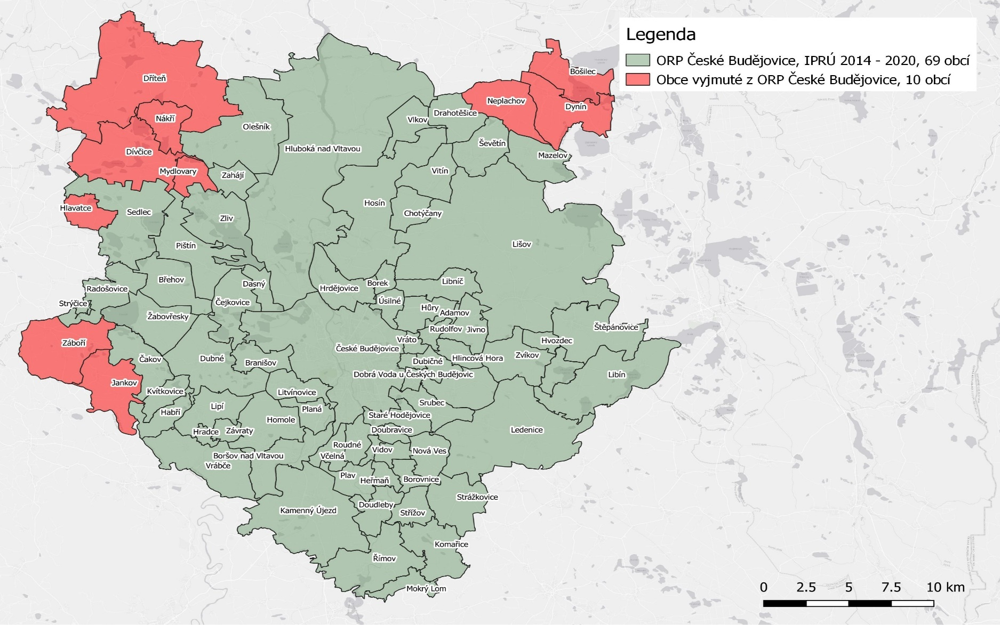 Legenda
ORP České Budějovice, IPRÚ 2014 - 2020, 69 obcí
Obce vyjmuté z ORP České Budějovice, 10 obcí
Bošilec
Dříteň
Neplachov
Dynín
Nákří
Drahotěšice
Vlkov
Olešník
Ševětín
Hluboká nad Vltavou
Dívčice
Mazelov
Mydlovary
Vitín
Zahájí
Hosín
Hlavatce
Sedlec
Chotýčany
Zliv
Lišov
Pištín
Břehov
Libníč
Dasný
Borek
Radošovice
Hrdějovice
Úsilné
Čejkovice
Strýčice
Hůry
Adamov
Žabovřesky
Štěpánovice
Rudolfov
Jivno
Vráto
Hvozdec
Záboří
České Budějovice
Zvíkov
Čakov
Dubné
Hlincová Hora
Dubičné
Branišov
Dobrá Voda u Českých Budějovic
Libín
Jankov
Kvítkovice
Litvínovice
Srubec
Lipí
Planá
Habří
Staré Hodějovice
Homole
Hradce
Závraty
Doubravice
Ledenice
Roudné
Vidov
Nová Ves
Boršov nad Vltavou
Včelná
Vrábče
Plav
Heřmaň
Borovnice
Strážkovice
Doudleby
Kamenný Újezd
Střížov
Komařice
Římov
Mokrý Lom
0 2.5 5 7.5 10 km